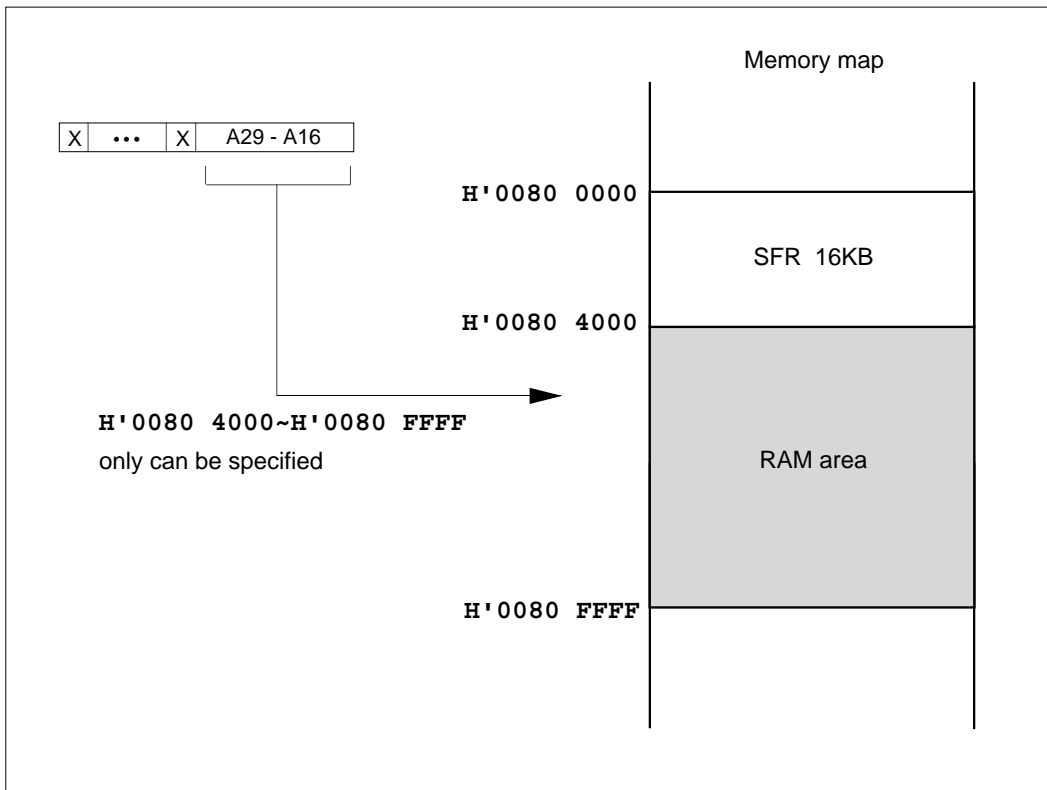 Memory map
X ••• X A29 - A16
H'0080 0000
SFR 16KB
H'0080 4000
H'0080 4000~H'0080 FFFF
only can be specified
RAM area
H'0080 FFFF